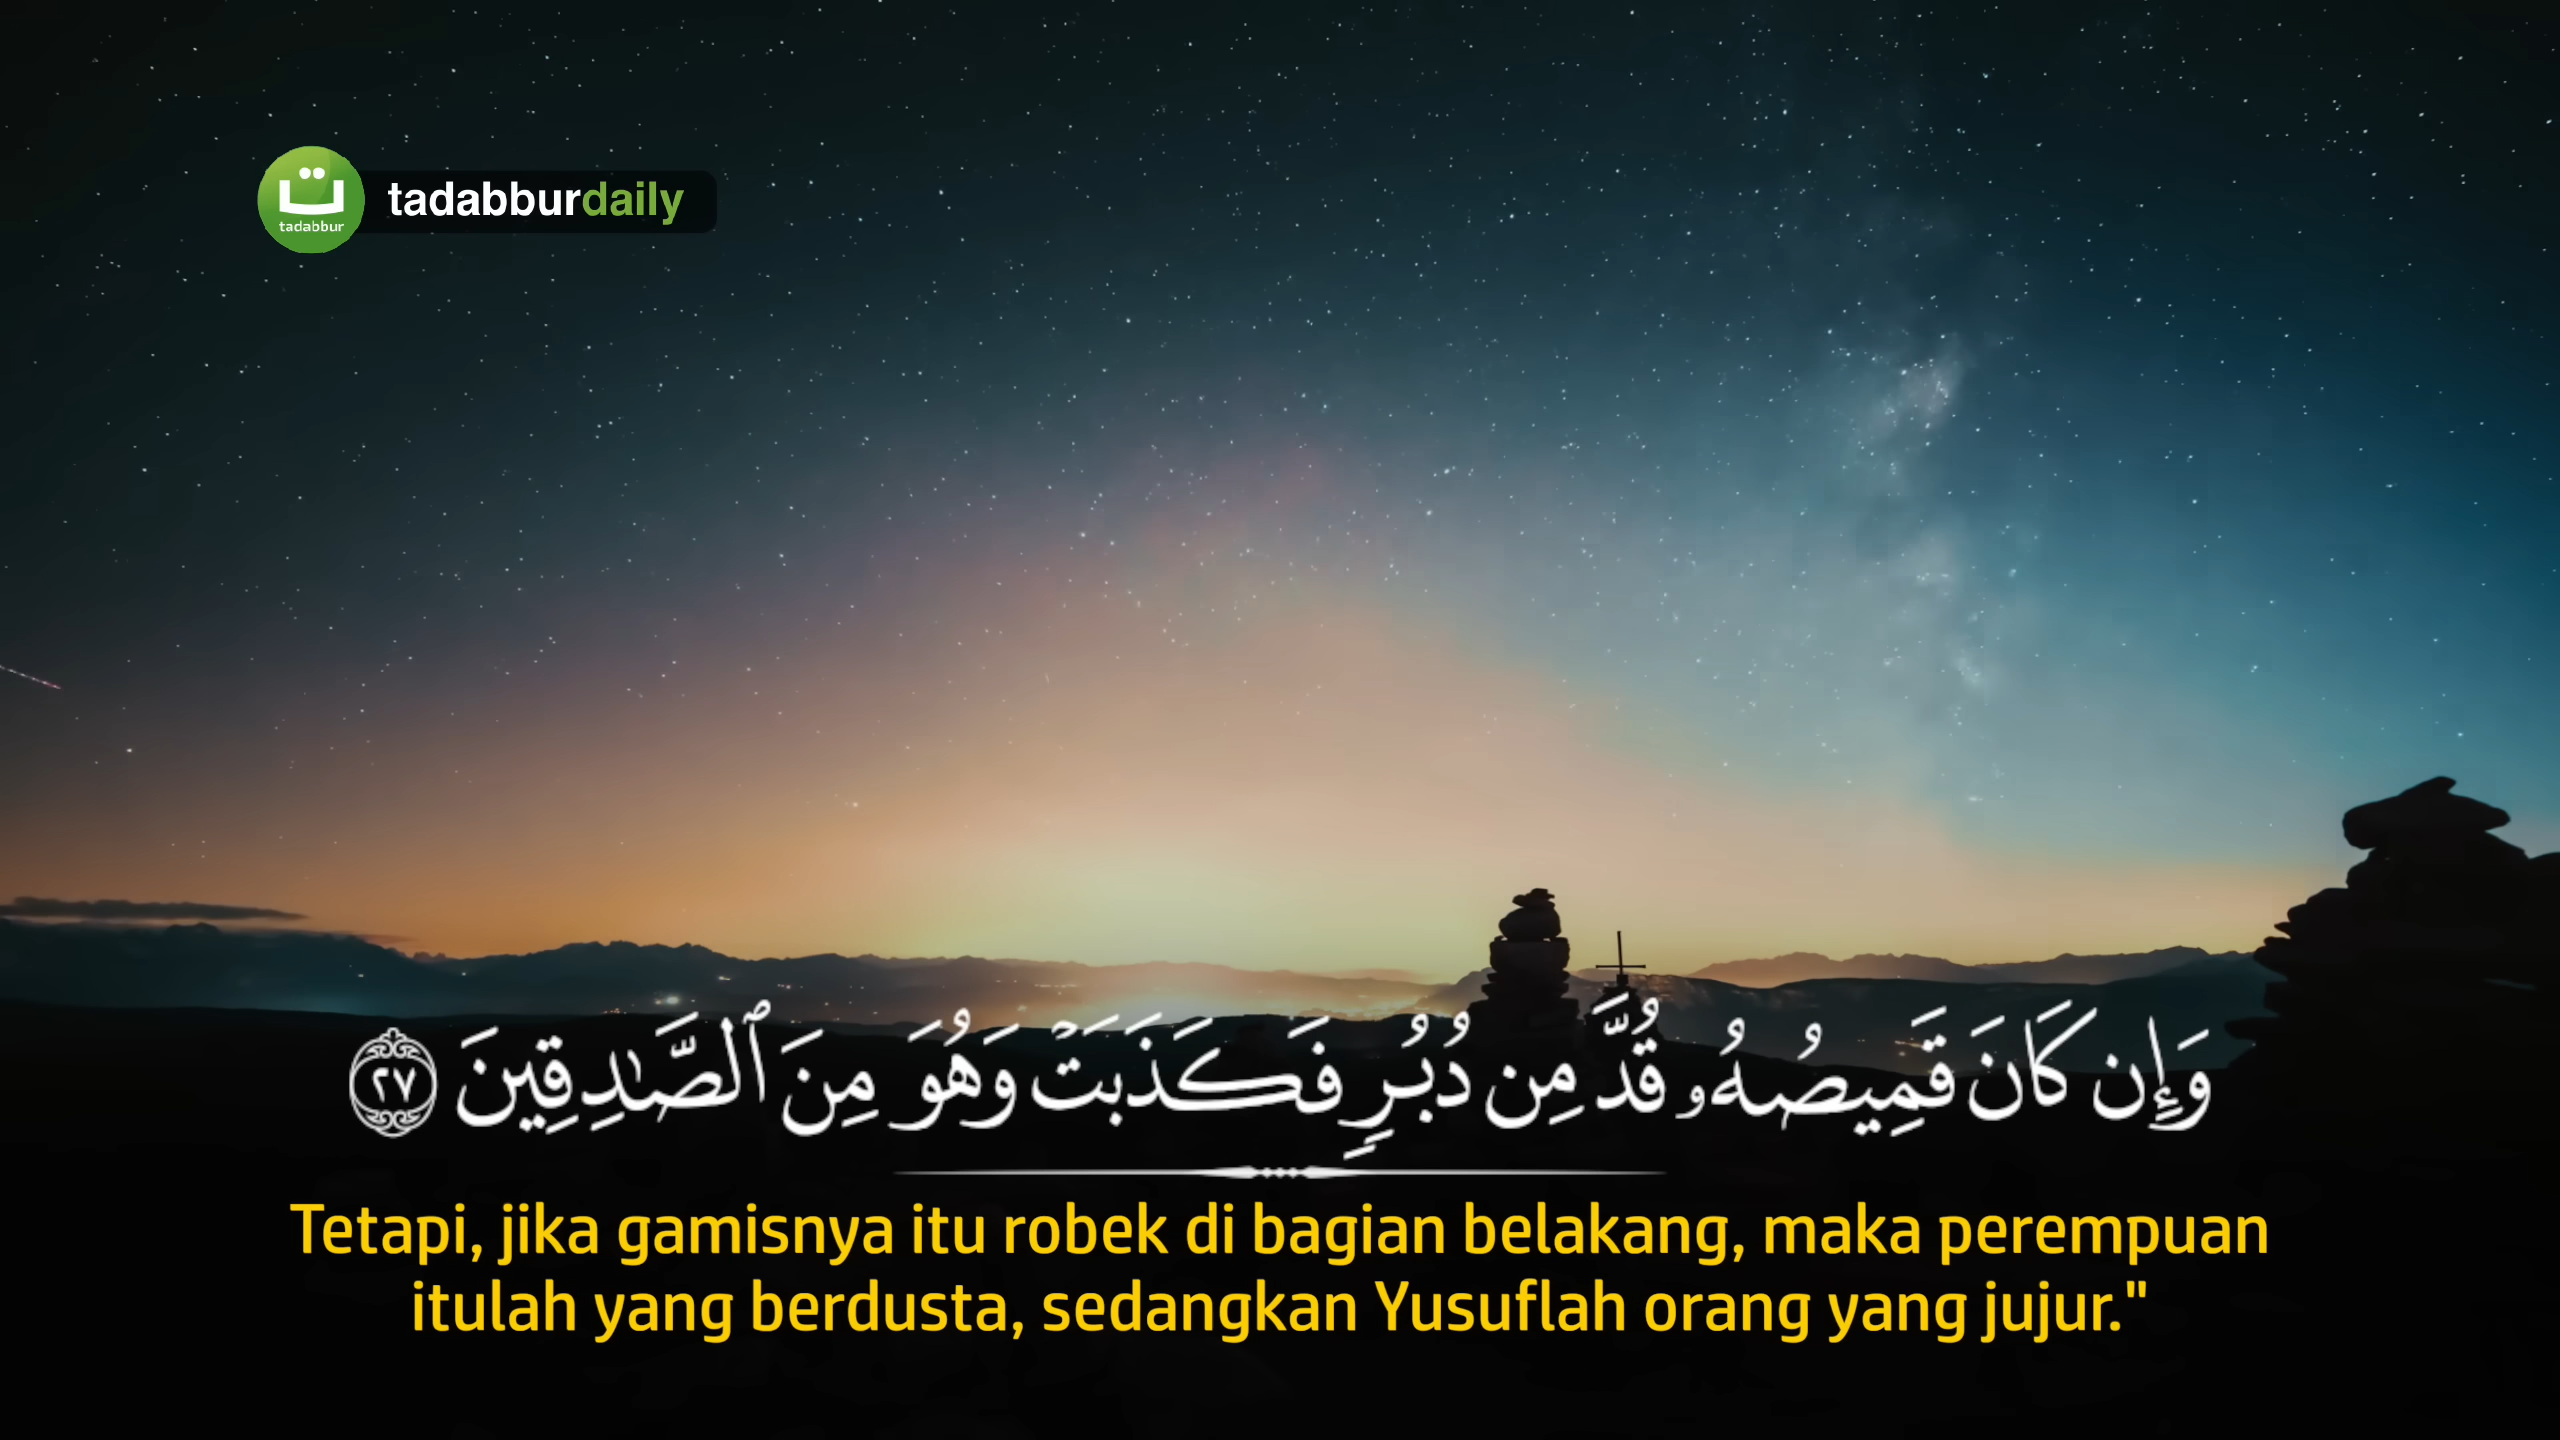 tadabbur
tadabburdaily
وَإِن كَانَ قَمِيصُهُۥ قُدَّ مِن دُبُرٍ فَكَذَبَتۡ وَهُوَ مِنَ ٱلصَّٰدِقِينَ ٢٧
Tetapi, jika gamisnya itu robek di bagian belakang, maka perempuan
itulah yang berdusta, sedangkan Yusuflah orang yang jujur."